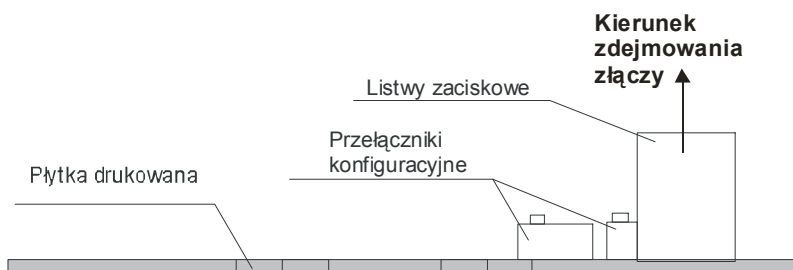 Kierunek
zdejmowania
złączy
Listwy zaciskowe
Przełączniki
konfiguracyjne
Płytka drukowana